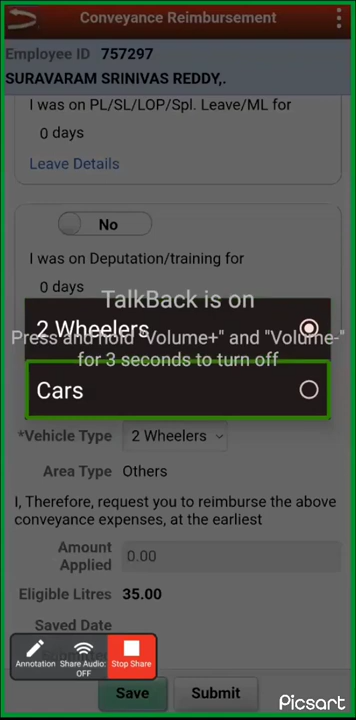 Conveyance Reimbursement
Employee ID 757297
SURAVARAM SRINIVAS REDDY,.
I was on PL/SL/LOP/Spl. Leave/ML for
0 days
Leave Details
No
I was on Deputation/training for
0 days
TalkBack is on
2 Wheelers
Press and hold "Volume+" and "Volume-"
for 3 seconds to turn off
Cars
*Vehicle Type 2 Wheelers
Area Type Others
I, Therefore, request you to reimburse the above
conveyance expenses, at the earliest
Amount
Applied 0.00
Eligible Litres 35.00
Saved Date
Annotation Share Audio: OFF Stop Share
Save Submit
Picsart